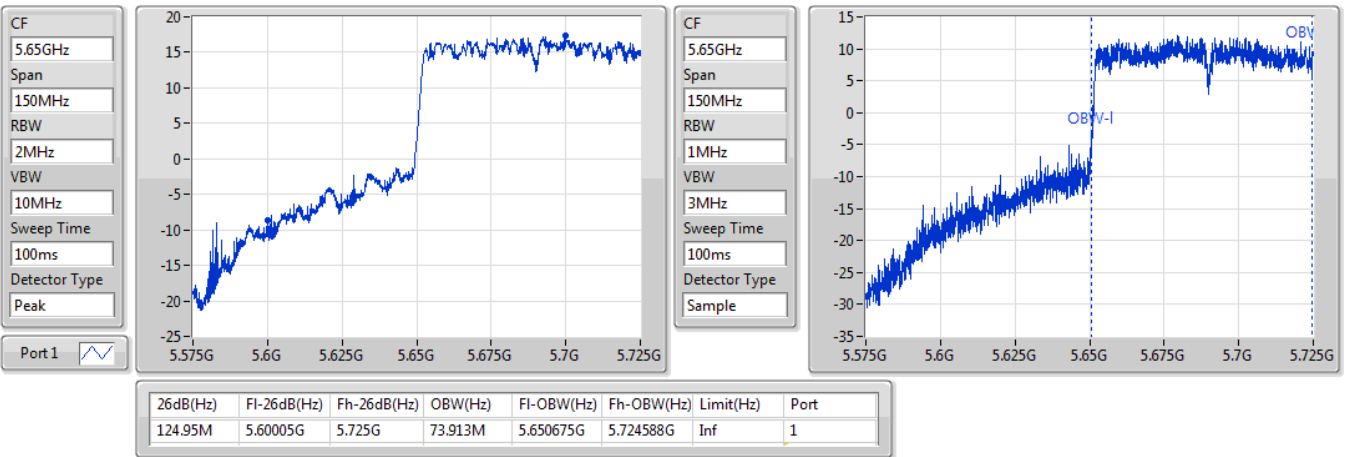 CF
5.65GHz
Span
150MHz
RBW
2MHz
VBW
10MHz
Sweep Time
100ms
Detector Type
Peak
Port 1
20
15
10
5
0
-5
-10
-15
-20
-25
5.575G 5.6G 5.625G 5.65G 5.675G 5.7G 5.725G
CF
5.65GHz
Span
150MHz
RBW
1MHz
VBW
3MHz
Sweep Time
100ms
Detector Type
Sample
15
10
5
0
-5
-10
-15
-20
-25
-30
-35
OBW-l
OBW
5.575G 5.6G 5.625G 5.65G 5.675G 5.7G 5.725G
26dB(Hz) Fl-26dB(Hz) Fh-26dB(Hz) OBW(Hz) Fl-OBW(Hz) Fh-OBW(Hz) Limit(Hz) Port
124.95M 5.60005G 5.725G 73.913M 5.650675G 5.724588G Inf 1